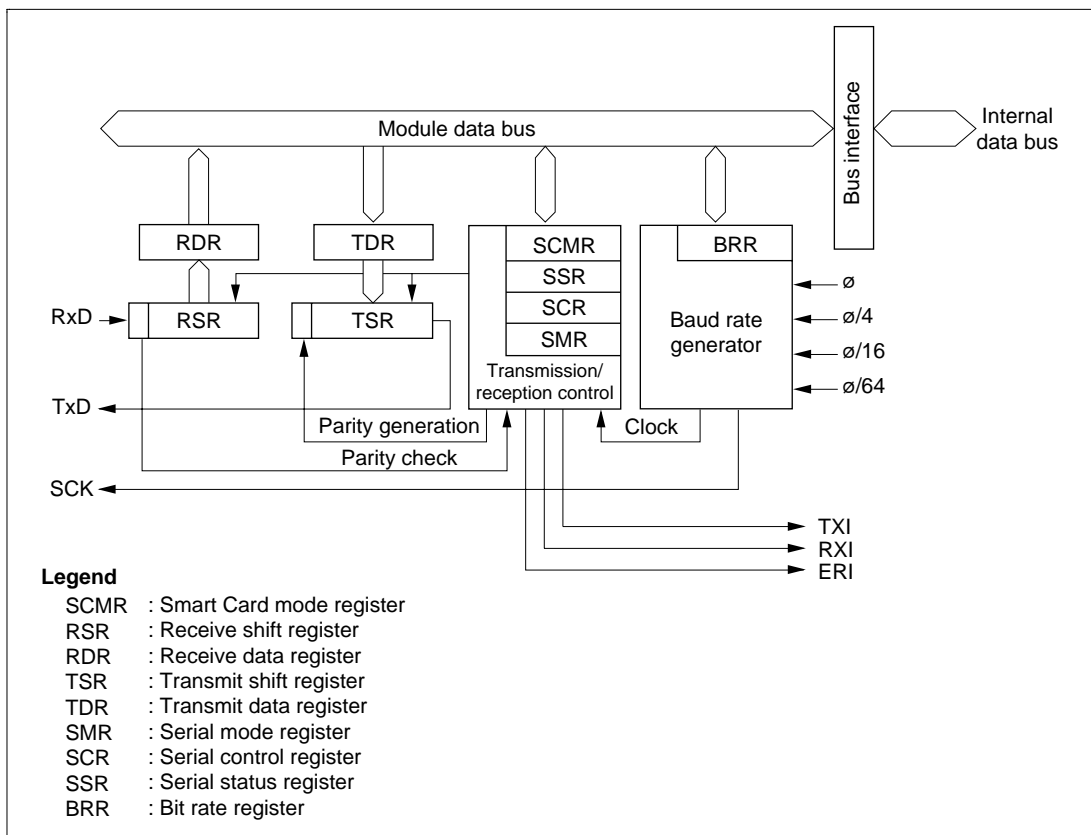 Bus interface
Internal
data bus
Module data bus
RDR
TDR
SCMR
SSR
SCR
SMR
Transmission/
reception control
BRR
Baud rate
generator
ø
ø/4
ø/16
ø/64
RxD
RSR
TSR
TxD
Parity generation
Clock
Parity check
SCK
TXI
RXI
ERI
Legend
SCMR : Smart Card mode register
RSR : Receive shift register
RDR : Receive data register
TSR : Transmit shift register
TDR : Transmit data register
SMR : Serial mode register
SCR : Serial control register
SSR : Serial status register
BRR : Bit rate register